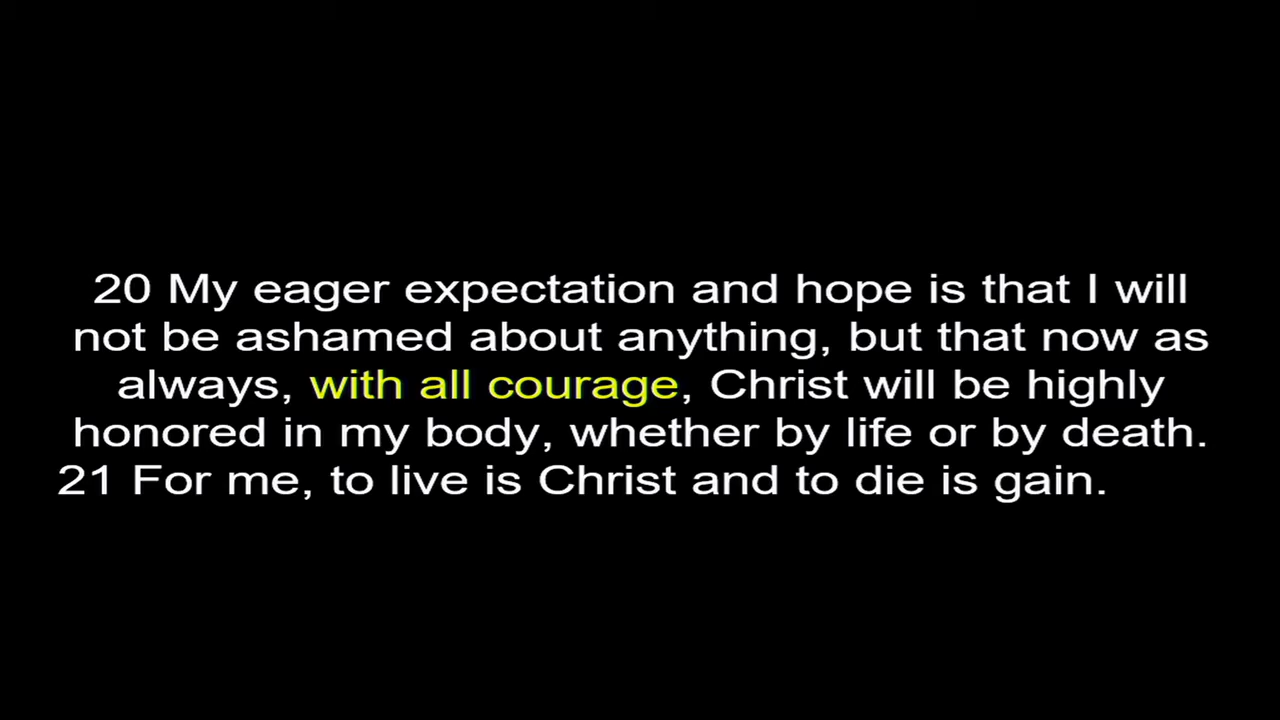 20 My eager expectation and hope is that I will
not be ashamed about anything, but that now as
always, with all courage, Christ will be highly
honored in my body, whether by life or by death.
21 For me, to live is Christ and to die is gain.